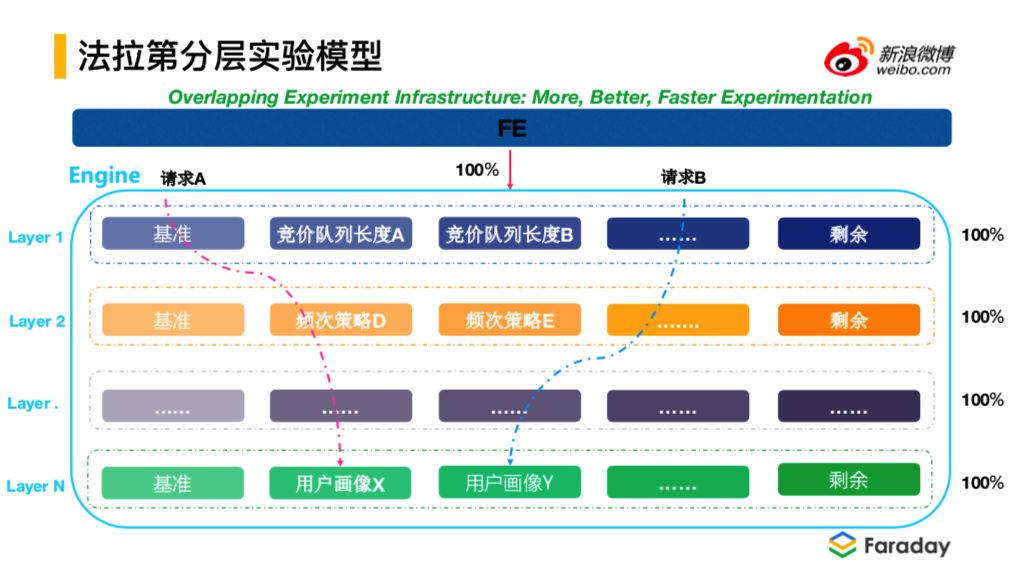 法拉第分层实验模型
新浪微博
weibo.com
Overlapping Experiment Infrastructure: More, Better, Faster Experimentation
FE
100%
Engine
请求A
请求B
Layer 1
基准
竞价队列长度A
竞价队列长度B
......
剩余
100%
Layer 2
基准
频次策略D
频次策略E
.......
剩余
100%
Layer .
......
......
......
......
......
100%
Layer N
基准
用户画像X
用户画像Y
......
剩余
100%
Faraday